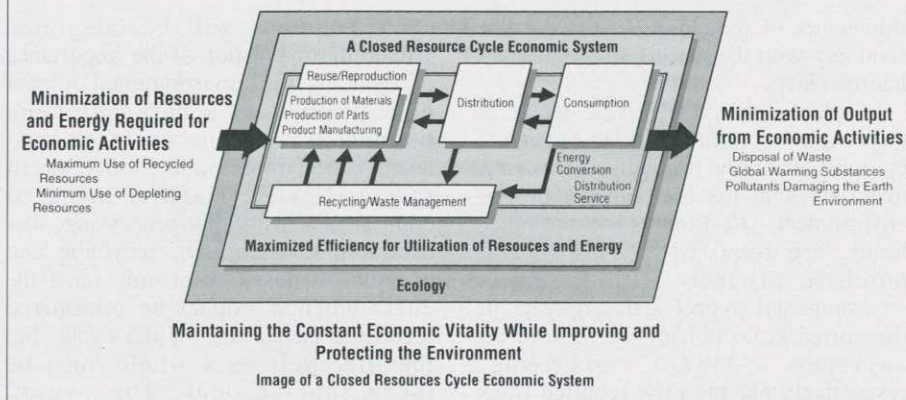 A Closed Resource Cycle Economic System
Reuse/Reproduction
Production of Materials
Production of Parts
Product Manufacturing
Distribution
Consumption
Minimization of Resources
and Energy Required for
Economic Activities
Maximum Use of Recycled
Resources
Minimum Use of Depleting
Resources
Minimization of Output
from Economic Activities
Disposal of Waste
Global Warming Substances
Pollutants Damaging the Earth
Environment
Energy
Conversion
Distribution
Service
Recycling/Waste Management
Maximized Efficiency for Utilization of Resouces and Energy
Ecology
Maintaining the Constant Economic Vitality While Improving and
Protecting the Environment
Image of a Closed Resources Cycle Economic System